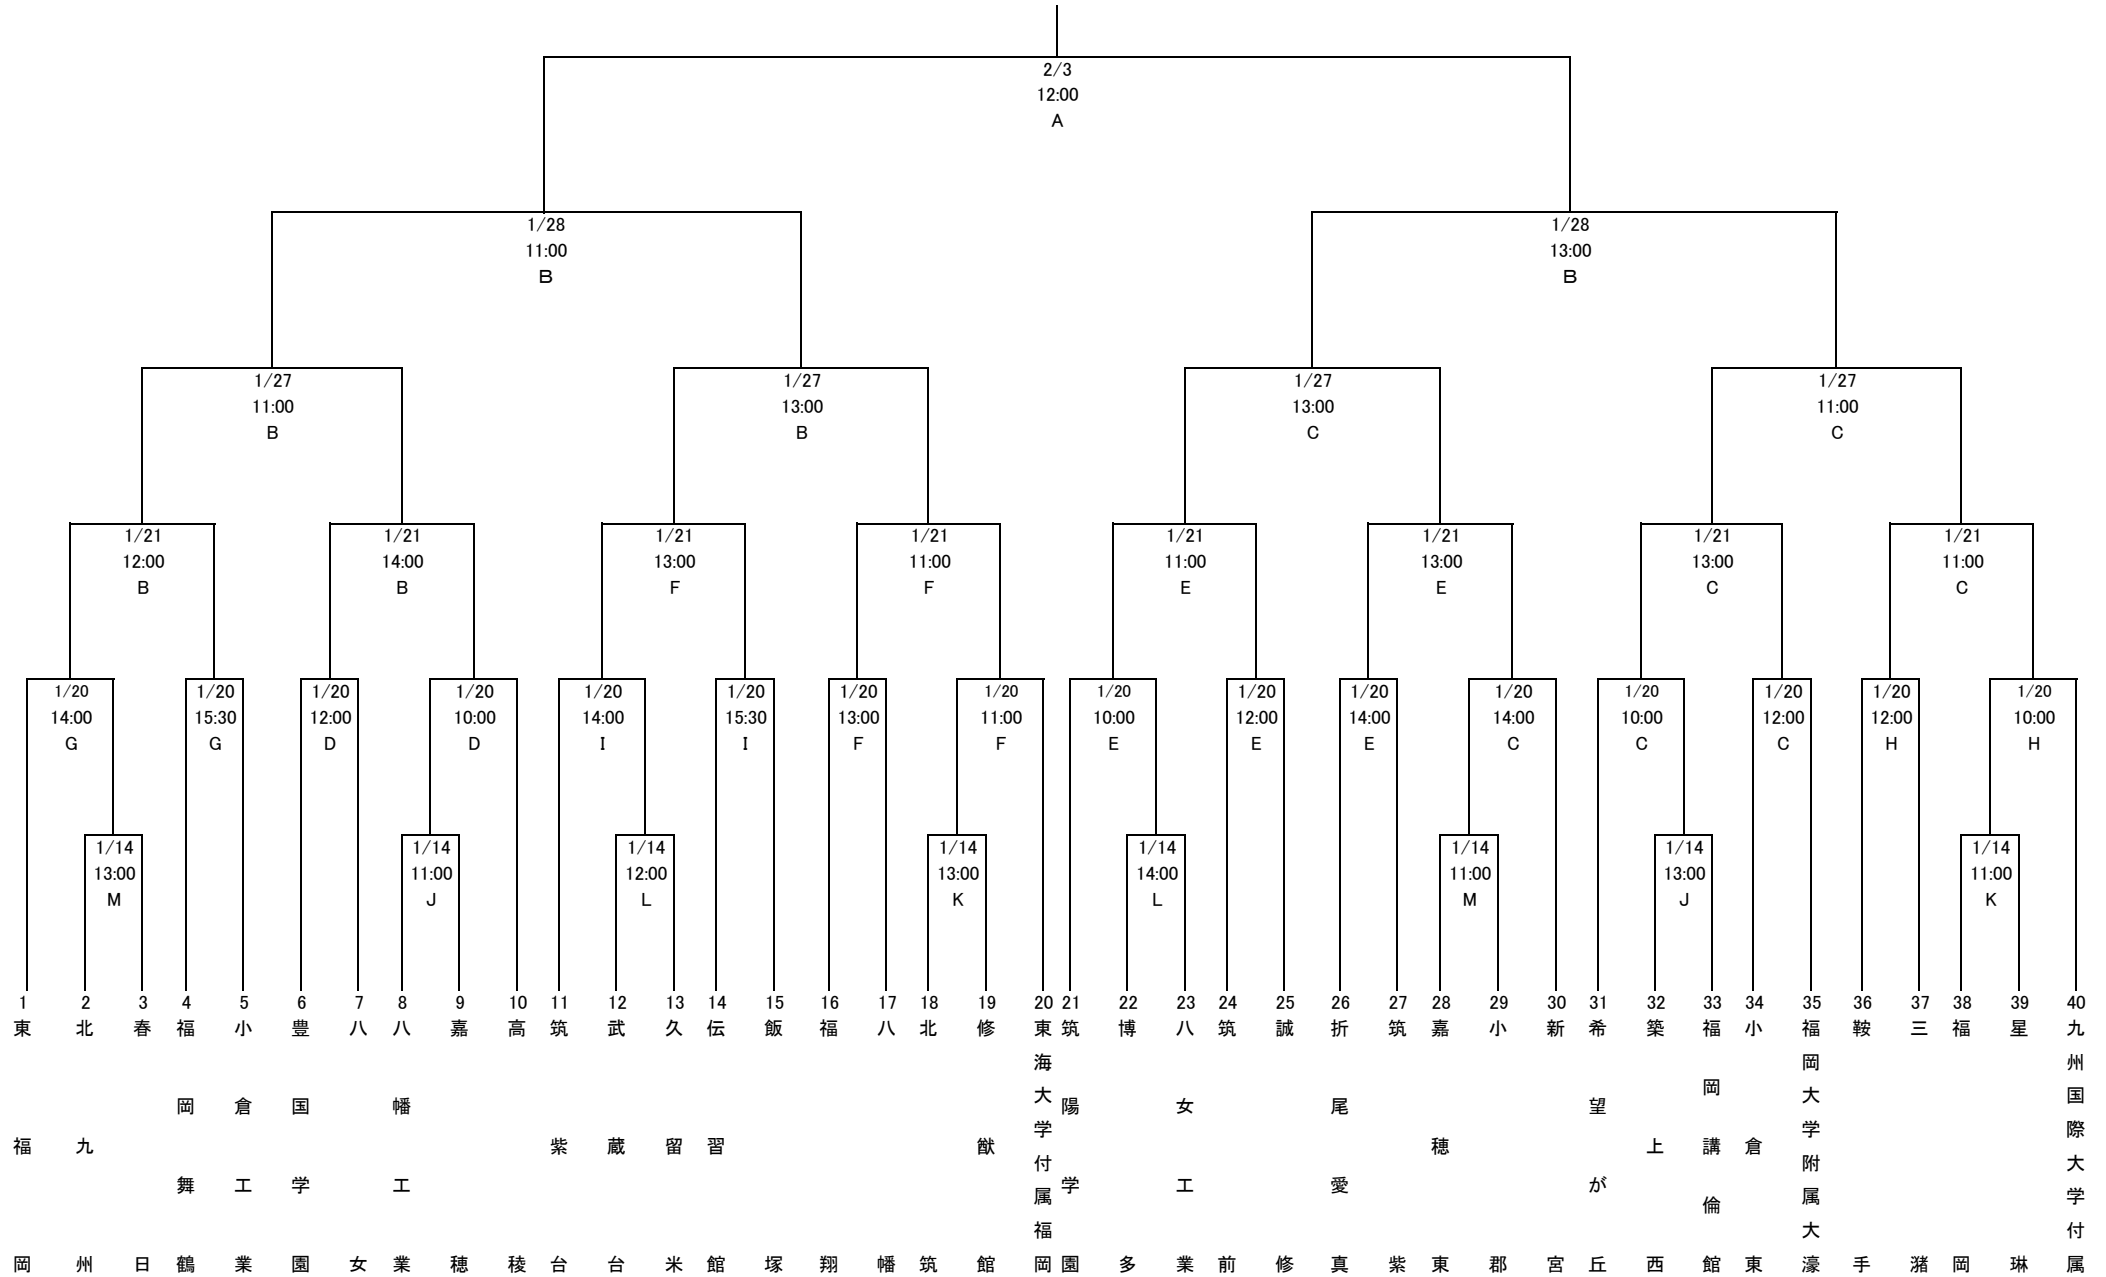 2/3
12:00
A
1/28
11:00
B
1/28
13:00
B
1/27
11:00
B
1/27
13:00
B
1/27
13:00
C
1/27
11:00
C
1/21
12:00
B
1/21
14:00
B
1/21
13:00
F
1/21
11:00
F
1/21
11:00
E
1/21
13:00
E
1/21
13:00
C
1/21
11:00
C
1/20
14:00
G
1/20
15:30
G
1/20
12:00
D
1/20
10:00
D
1/20
14:00
I
1/20
15:30
I
1/20
13:00
F
1/20
11:00
F
1/20
10:00
E
1/20
12:00
E
1/20
14:00
E
1/20
14:00
C
1/20
10:00
C
1/20
12:00
C
1/20
12:00
H
1/20
10:00
H
1/14
13:00
M
1/14
11:00
J
1/14
12:00
L
1/14
13:00
K
1/14
14:00
L
1/14
11:00
M
1/14
13:00
J
1/14
11:00
K
1
東福岡
2
北九州
3
春日
4
福岡舞鶴
5
小倉工業
6
豊国学園
7
八女
8
八幡工業
9
嘉穂
10
高稜
11
筑紫台
12
武蔵台
13
久留米
14
伝習館
15
飯塚
16
福翔
17
八幡
18
北筑
19
修猷館
20
東海大学付属福岡
21
筑陽学園
22
博多
23
八女工業
24
筑前
25
誠修
26
折尾愛真
27
筑紫
28
嘉穂東
29
小郡
30
新宮
31
希望が丘
32
築上西
33
福岡講倫館
34
小倉東
35
福岡大学附属大濠
36
鞍手
37
三潴
38
福岡
39
星琳
40
九州国際大学付属